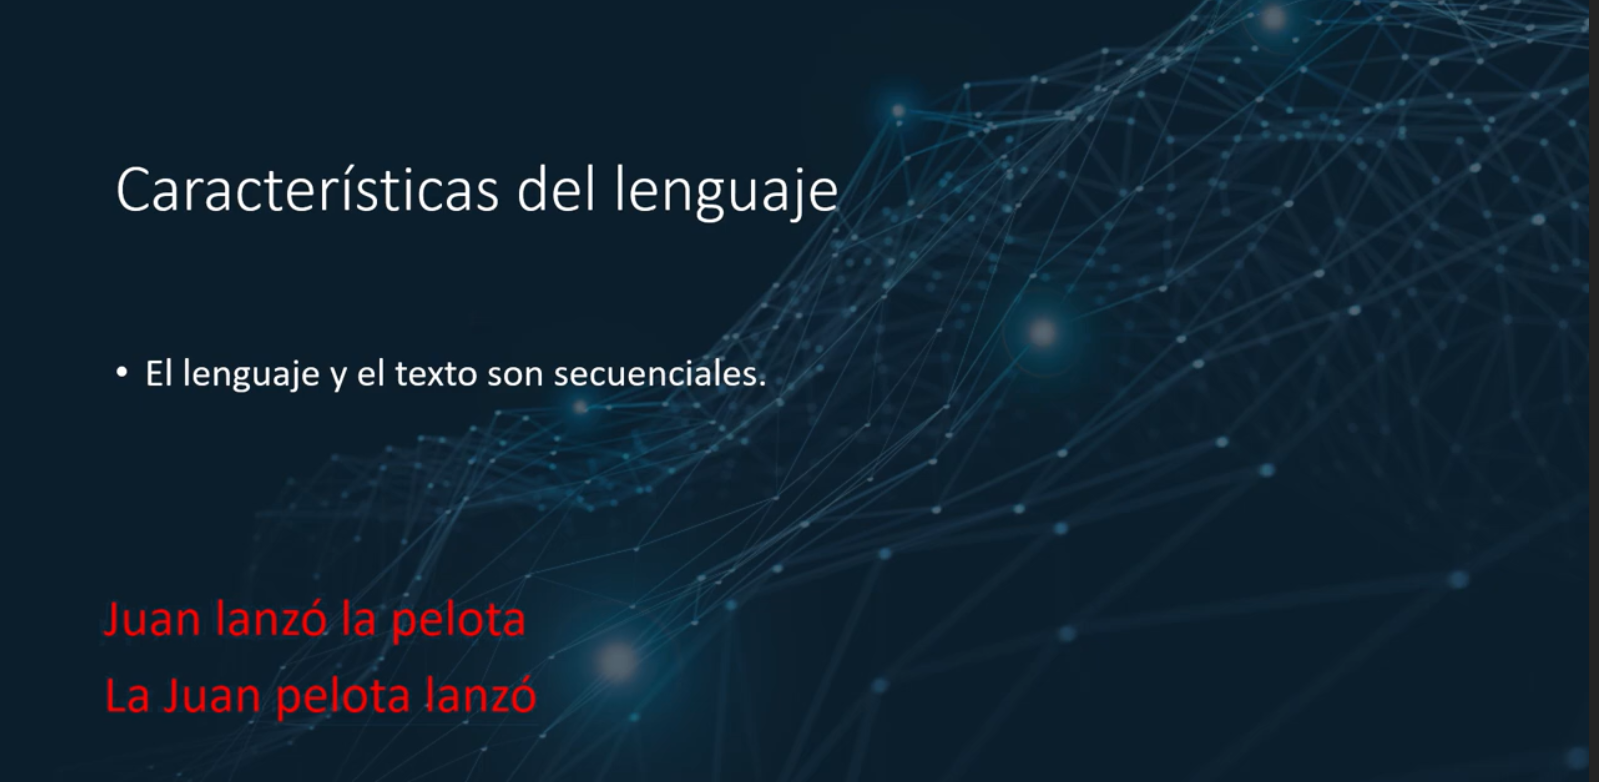 Características del lenguaje
• El lenguaje y el texto son secuenciales.
Juan lanzó la pelota
La Juan pelota lanzó